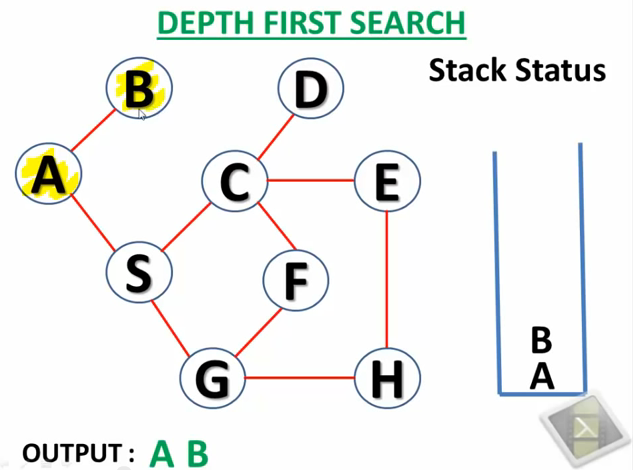 DEPTH FIRST SEARCH
Stack Status
B
D
A
C
E
S
F
G
H
B
A
OUTPUT : A B